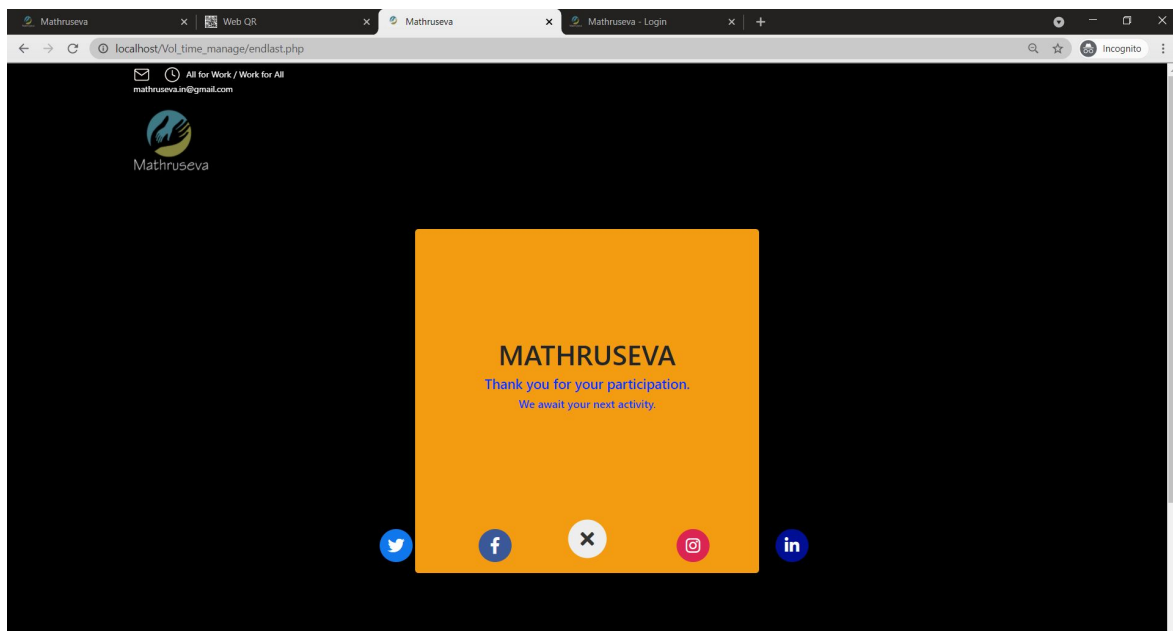 Mathruseva
Web QR
Mathruseva
Mathruseva - Login
localhost/Vol_time_manage/endlast.php
Incognito
All for Work / Work for All
mathruseva.in@gmail.com
Mathruseva
MATHRUSEVA
Thank you for your participation.
We await your next activity.
f
in